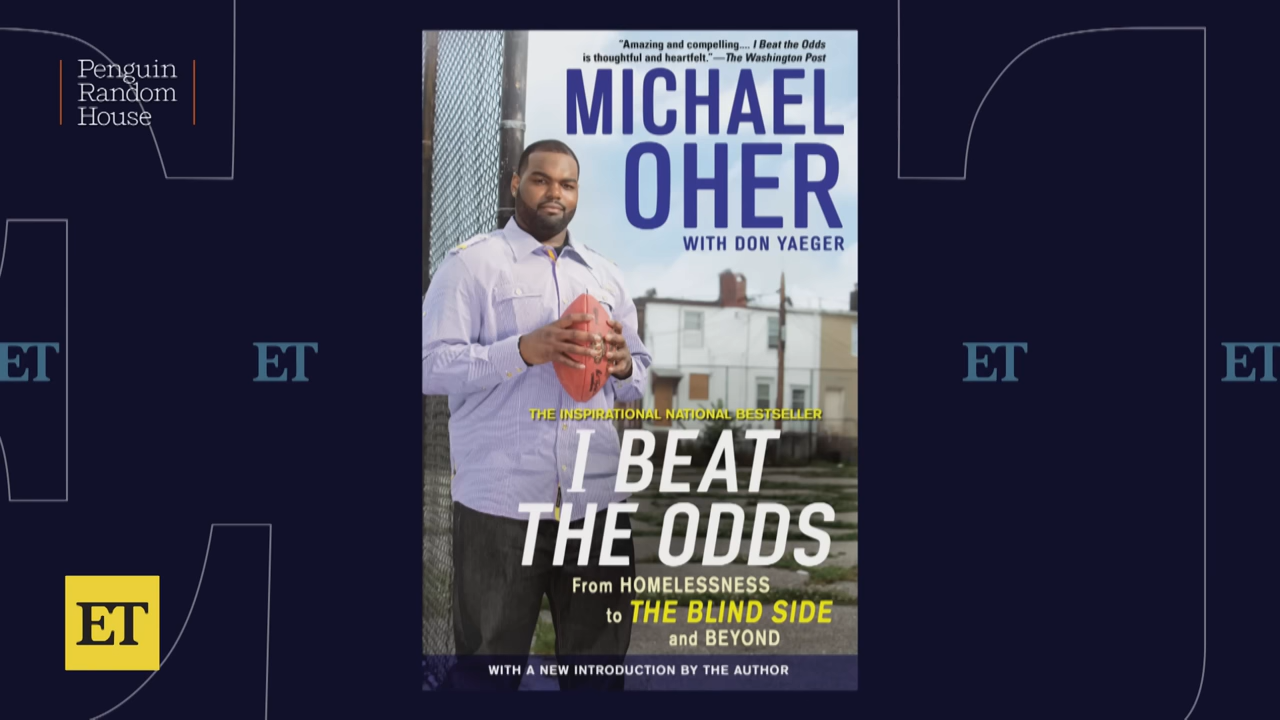 Penguin
Random
House
"Amazing and compelling.... I Beat the Odds
is thoughtful and heartfelt."—The Washington Post
MICHAEL
OHER
WITH DON YAEGER
THE INSPIRATIONAL NATIONAL BESTSELLER
I BEAT
THE ODDS
From HOMELESSNESS
to THE BLIND SIDE
and BEYOND
WITH A NEW INTRODUCTION BY THE AUTHOR
ET
ET
ET
ET
ET